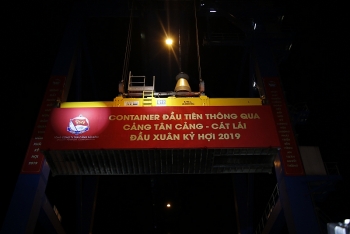 CONTAINER ĐẦU TIÊN THÔNG QUA
CẢNG TÂN CẢNG - CÁT LÁI
ĐẦU XUÂN KỶ HỢI 2019